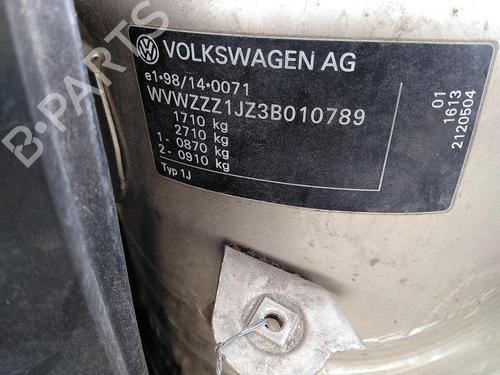 B-PARTS
VOLKSWAGEN AG
e1*98/14*0071
WVWZZZ1JZ3B010789
1710 kg
2710 kg
1 - 0870 kg
2 - 0910 kg
Typ 1J
01
1613
2120504